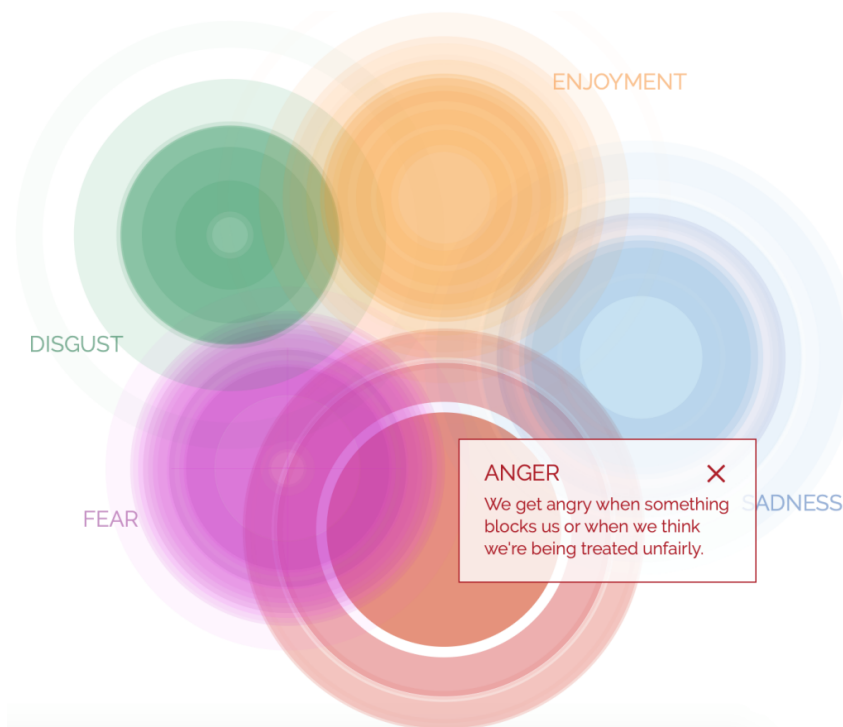 ENJOYMENT
DISGUST
ANGER
We get angry when something
blocks us or when we think
we're being treated unfairly.
SADNESS
FEAR